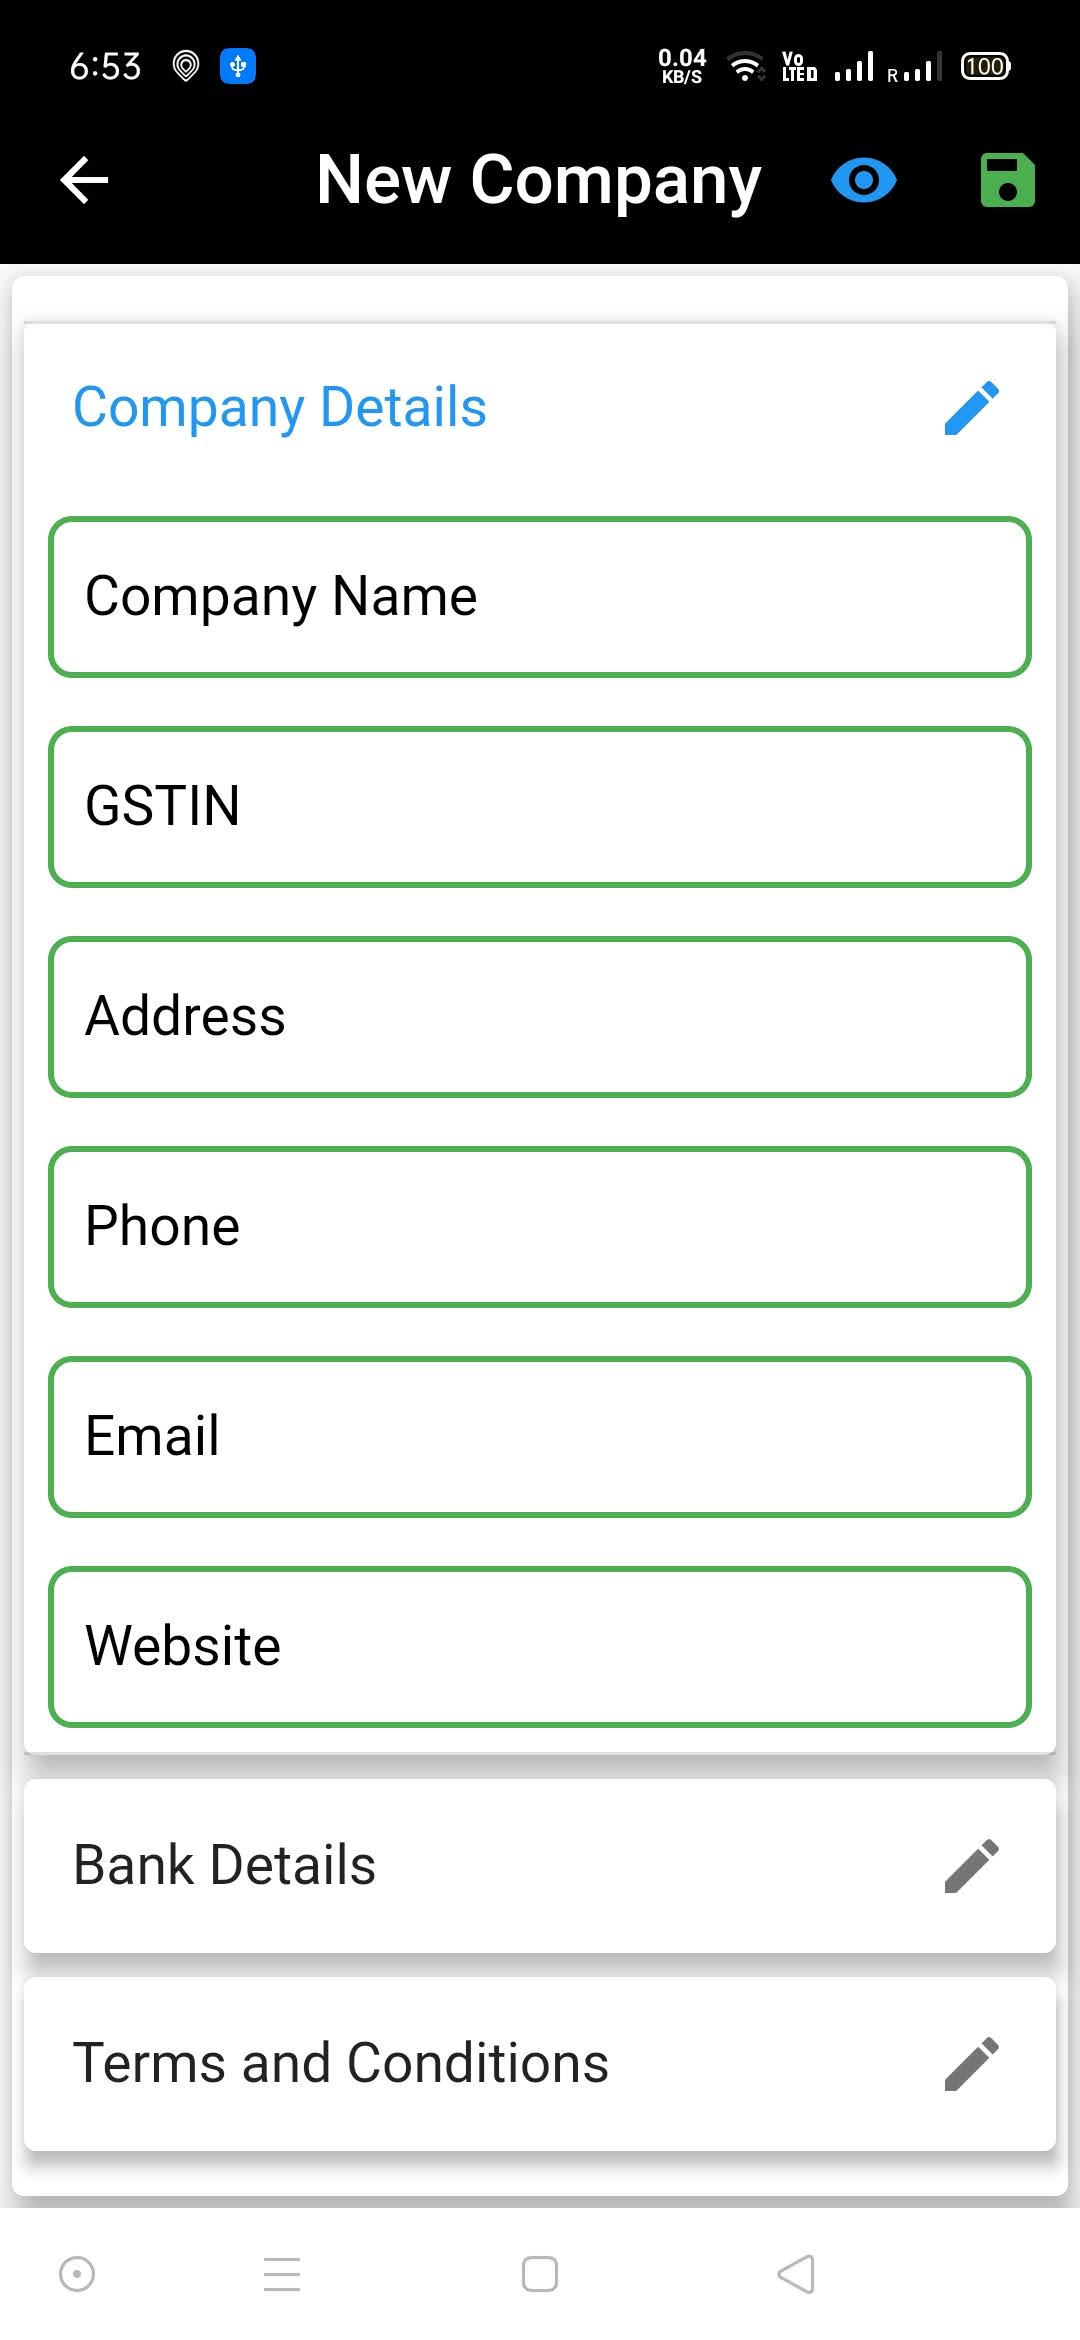 6:53
0.04
KB/S
Vo
LTE D
R
100
New Company
Company Details
Company Name
GSTIN
Address
Phone
Email
Website
Bank Details
Terms and Conditions